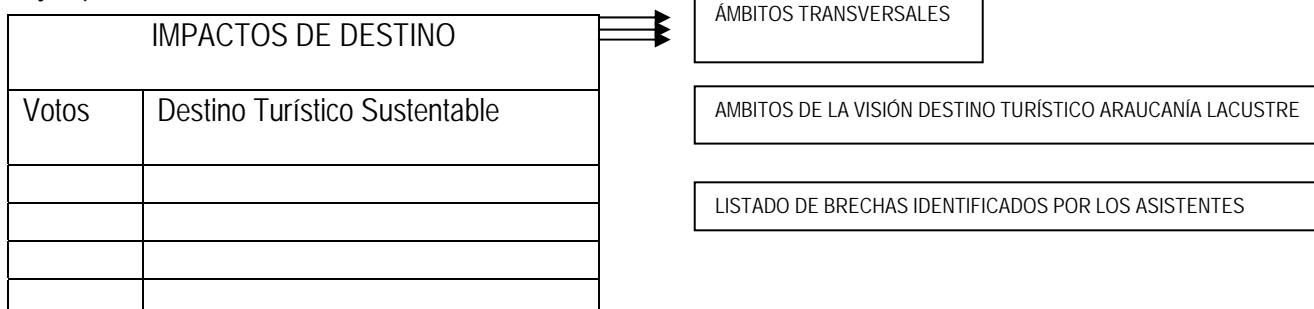 ÁMBITOS TRANSVERSALES
IMPACTOS DE DESTINO
Votos Destino Turístico Sustentable
AMBITOS DE LA VISIÓN DESTINO TURÍSTICO ARAUCANÍA LACUSTRE
LISTADO DE BRECHAS IDENTIFICADOS POR LOS ASISTENTES